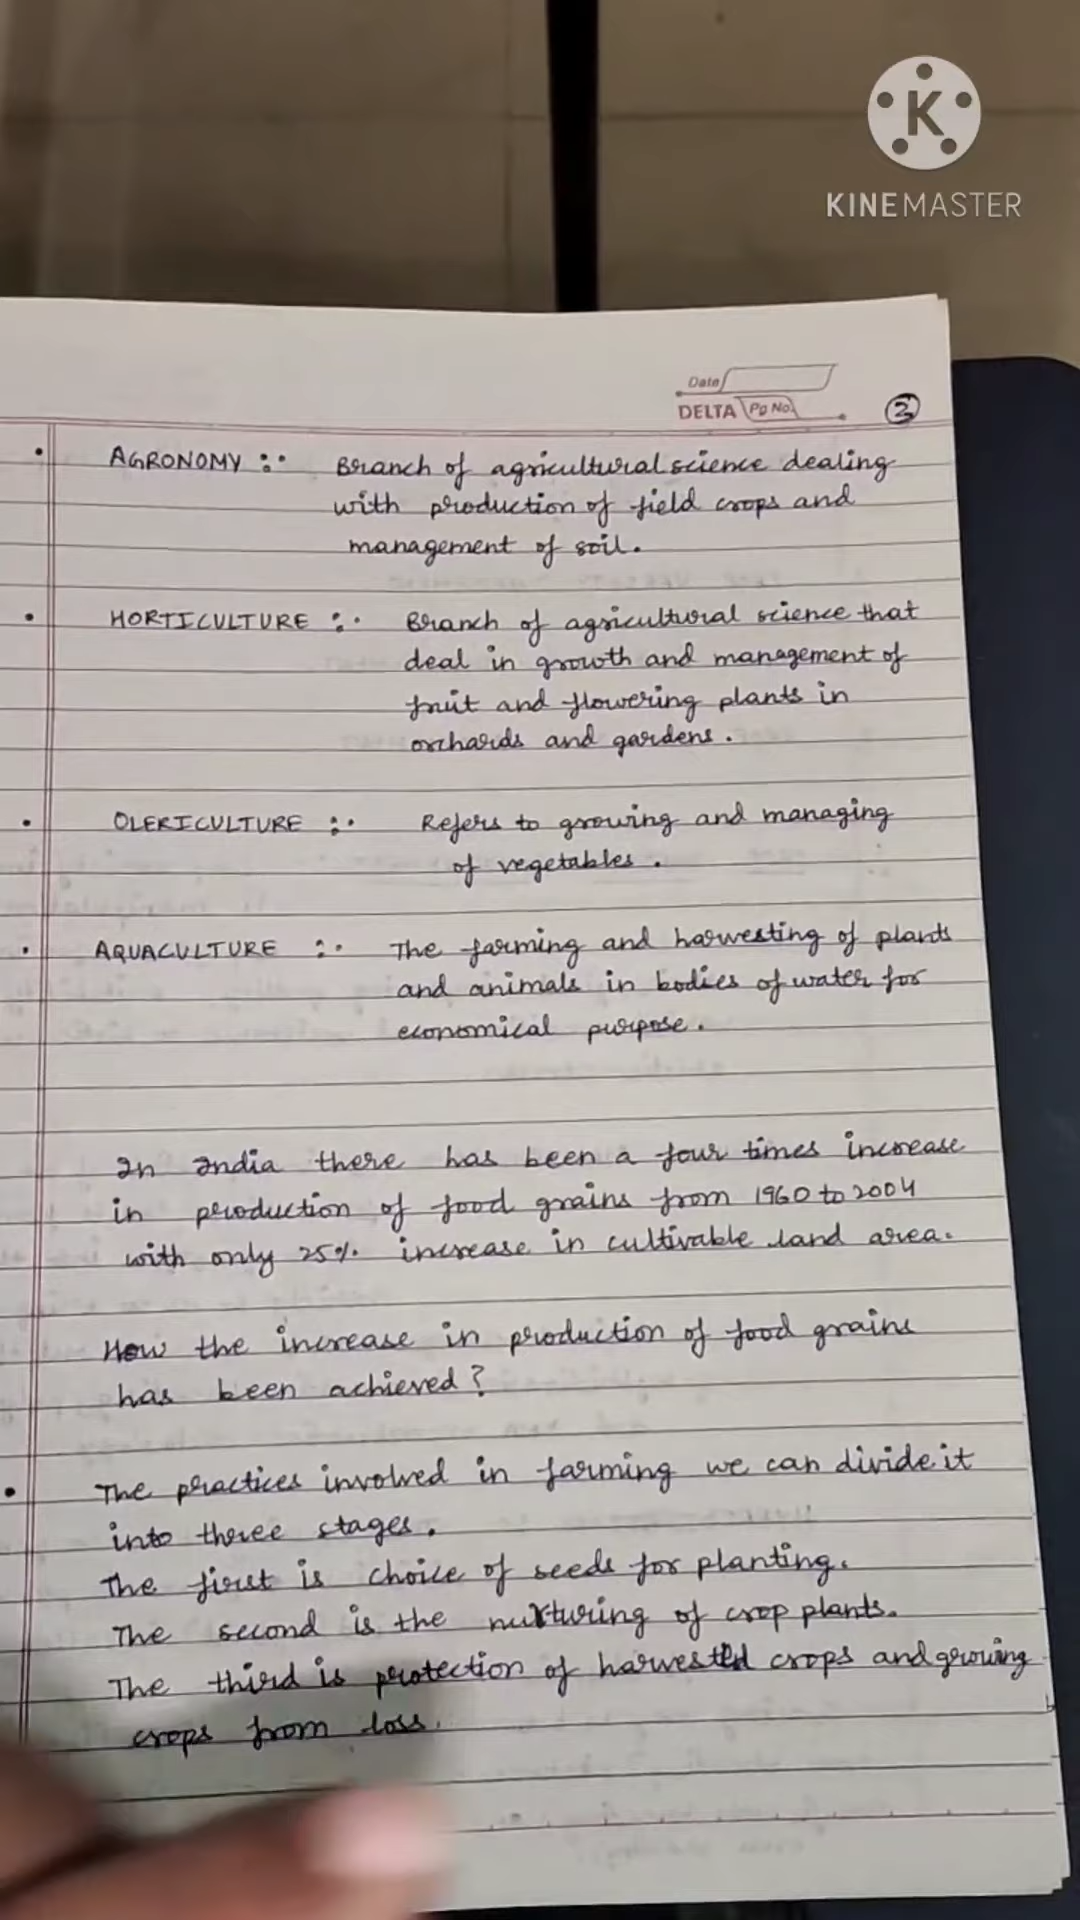 K
KINEMASTER
Date
DELTA Pg No.
2
• AGRONOMY :: Branch of agricultural science dealing
with production of field crops and
management of soil.
• HORTICULTURE :: Branch of agricultural science that
deal in growth and management of
fruit and flowering plants in
orchards and gardens.
• OLERICULTURE :: Refers to growing and managing
of vegetables.
• AQUACULTURE :: The farming and harvesting of plants
and animals in bodies of water for
economical purpose.
In India there has been a four times increase
in production of food grains from 1960 to 2004
with only 25% increase in cultivable land area.
How the increase in production of food grains
has been achieved?
• The practices involved in farming we can divide it
into three stages.
The first is choice of seeds for planting.
The second is the nurturing of crop plants.
The third is protection of harvested crops and growing
crops from loss.